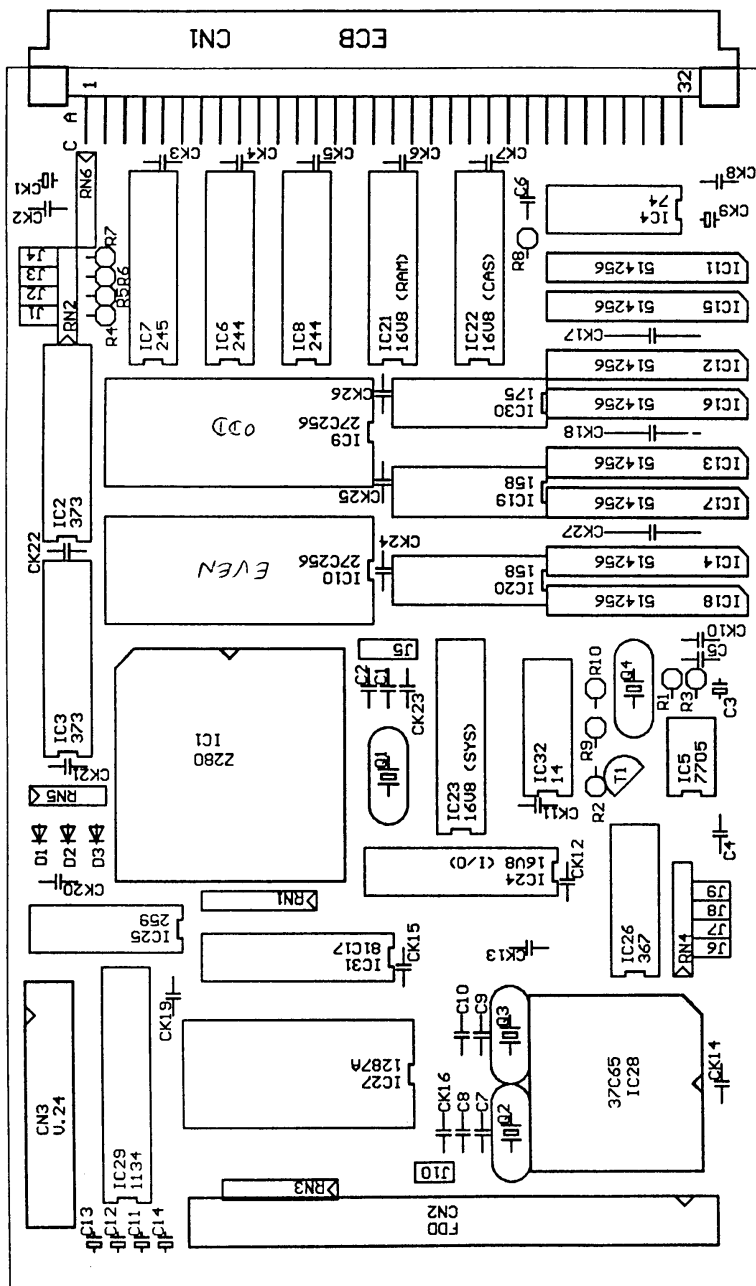 CN1
ECB
1
32
A
C
CK3
CK4
CK5
CK6
CK7
CK8
CK1
RN6
CK2
C6
IC4
74
CK9
J4
J3
J2
J1
RN2
R7
R6
R5
R4
R8
IC7
245
IC6
244
IC8
244
IC21
16V8 (RAM)
IC22
16V8 (CAS)
514256
IC11
514256
IC15
CK17
514256
IC12
514256
IC16
CK18
514256
IC13
514256
IC17
CK27
514256
IC14
514256
IC18
CK26
ODD
27C256
IC9
175
IC30
CK25
158
IC19
IC2
373
CK22
EVEN
27C256
IC10
CK24
158
IC20
IC3
373
CK21
RN5
IC1
Z280
J5
C2
C1
CK23
Q1
IC23
16V8 (SYS)
IC32
14
CK11
R10
R9
R2
Q4
T1
R1
R3
CK10
C5
C3
IC5
7705
C4
D1
D2
D3
CK20
RN1
16V8 (I/O)
IC24
CK12
259
IC25
81C17
IC31
CK15
CK13
IC26
367
RN4
J9
J8
J7
J6
CK19
CN3
V.24
IC29
1134
1287A
IC27
C10
C9
Q3
CK16
C8
C7
Q2
37C65
IC28
CK14
J10
RN3
C13
C12
C11
C14
FDD
CN2